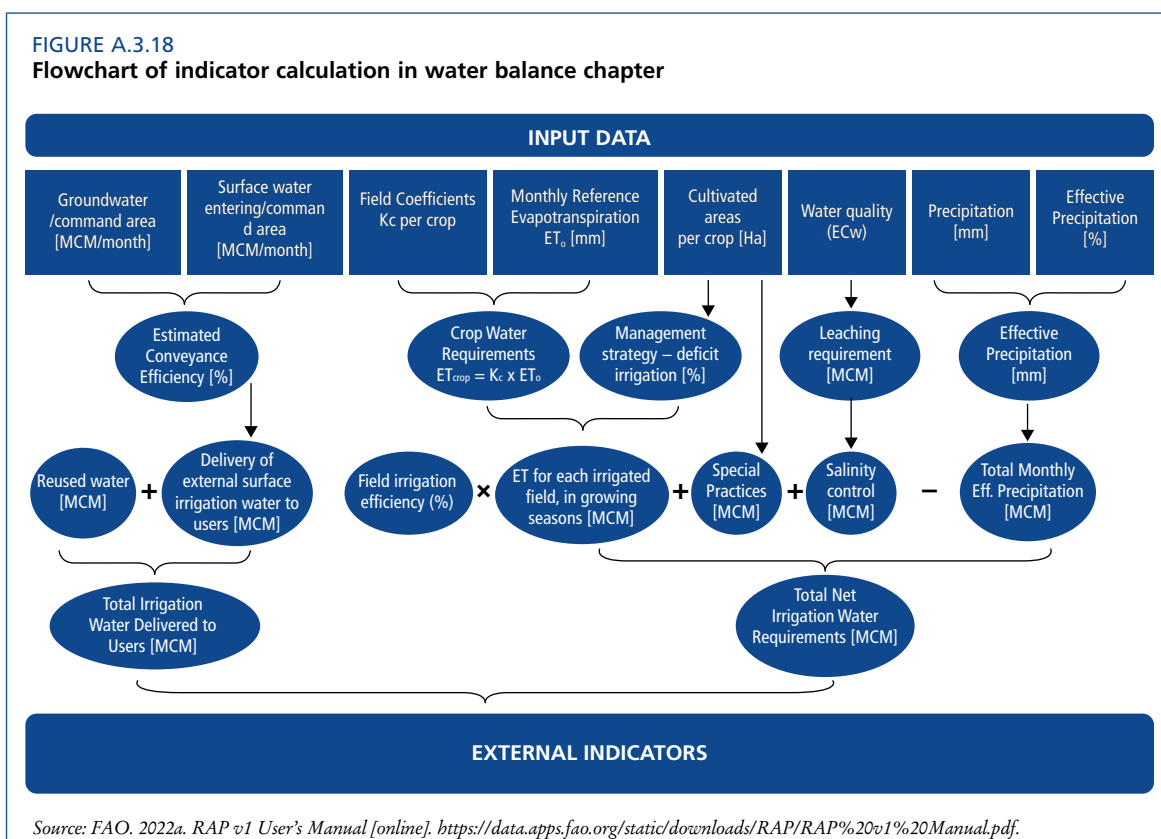 FIGURE A.3.18
Flowchart of indicator calculation in water balance chapter
INPUT DATA
Groundwater
/command area
[MCM/month]
Surface water
entering/comman
d area
[MCM/month]
Field Coefficients
Kc per crop
Monthly Reference
Evapotranspiration
ETₒ [mm]
Cultivated
areas
per crop [Ha]
Water quality
(ECw)
Precipitation
[mm]
Effective
Precipitation
[%]
Estimated
Conveyance
Efficiency [%]
Crop Water
Requirements
ETcrop = Kc x ETₒ
Management
strategy – deficit
irrigation [%]
Leaching
requirement
[MCM]
Effective
Precipitation
[mm]
Reused water
[MCM]
+
Delivery of
external surface
irrigation water to
users [MCM]
Field irrigation
efficiency (%)
×
ET for each irrigated
field, in growing
seasons [MCM]
+
Special
Practices
[MCM]
+
Salinity
control
[MCM]
–
Total Monthly
Eff. Precipitation
[MCM]
Total Irrigation
Water Delivered to
Users [MCM]
Total Net
Irrigation Water
Requirements [MCM]
EXTERNAL INDICATORS
Source: FAO. 2022a. RAP v1 User's Manual [online]. https://data.apps.fao.org/static/downloads/RAP/RAP%20v1%20Manual.pdf.